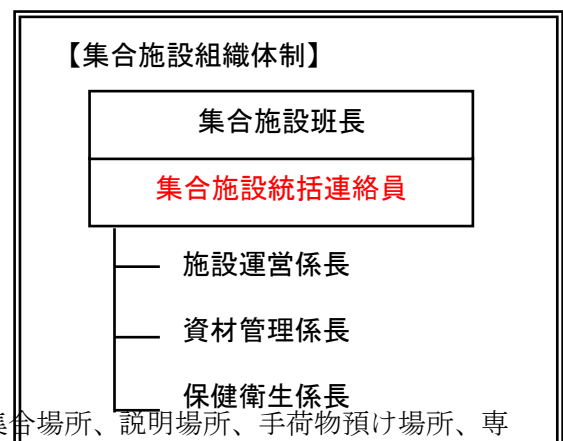 【集合施設組織体制】
集合施設班長
集合施設統括連絡員
施設運営係長
資材管理係長
保健衛生係長
集合場所、説明場所、手荷物預け場所、専